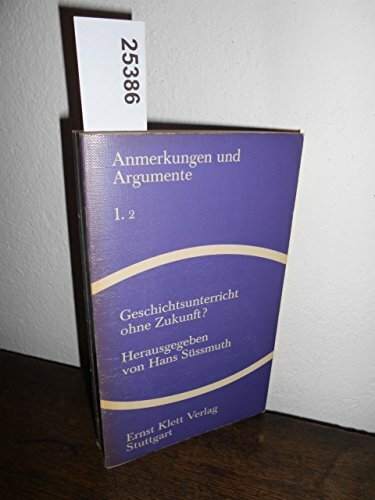 25386
Anmerkungen und
Argumente
1.2
Geschichtsunterricht
ohne Zukunft?
Herausgegeben
von Hans Süssmuth
Ernst Klett Verlag
Stuttgart